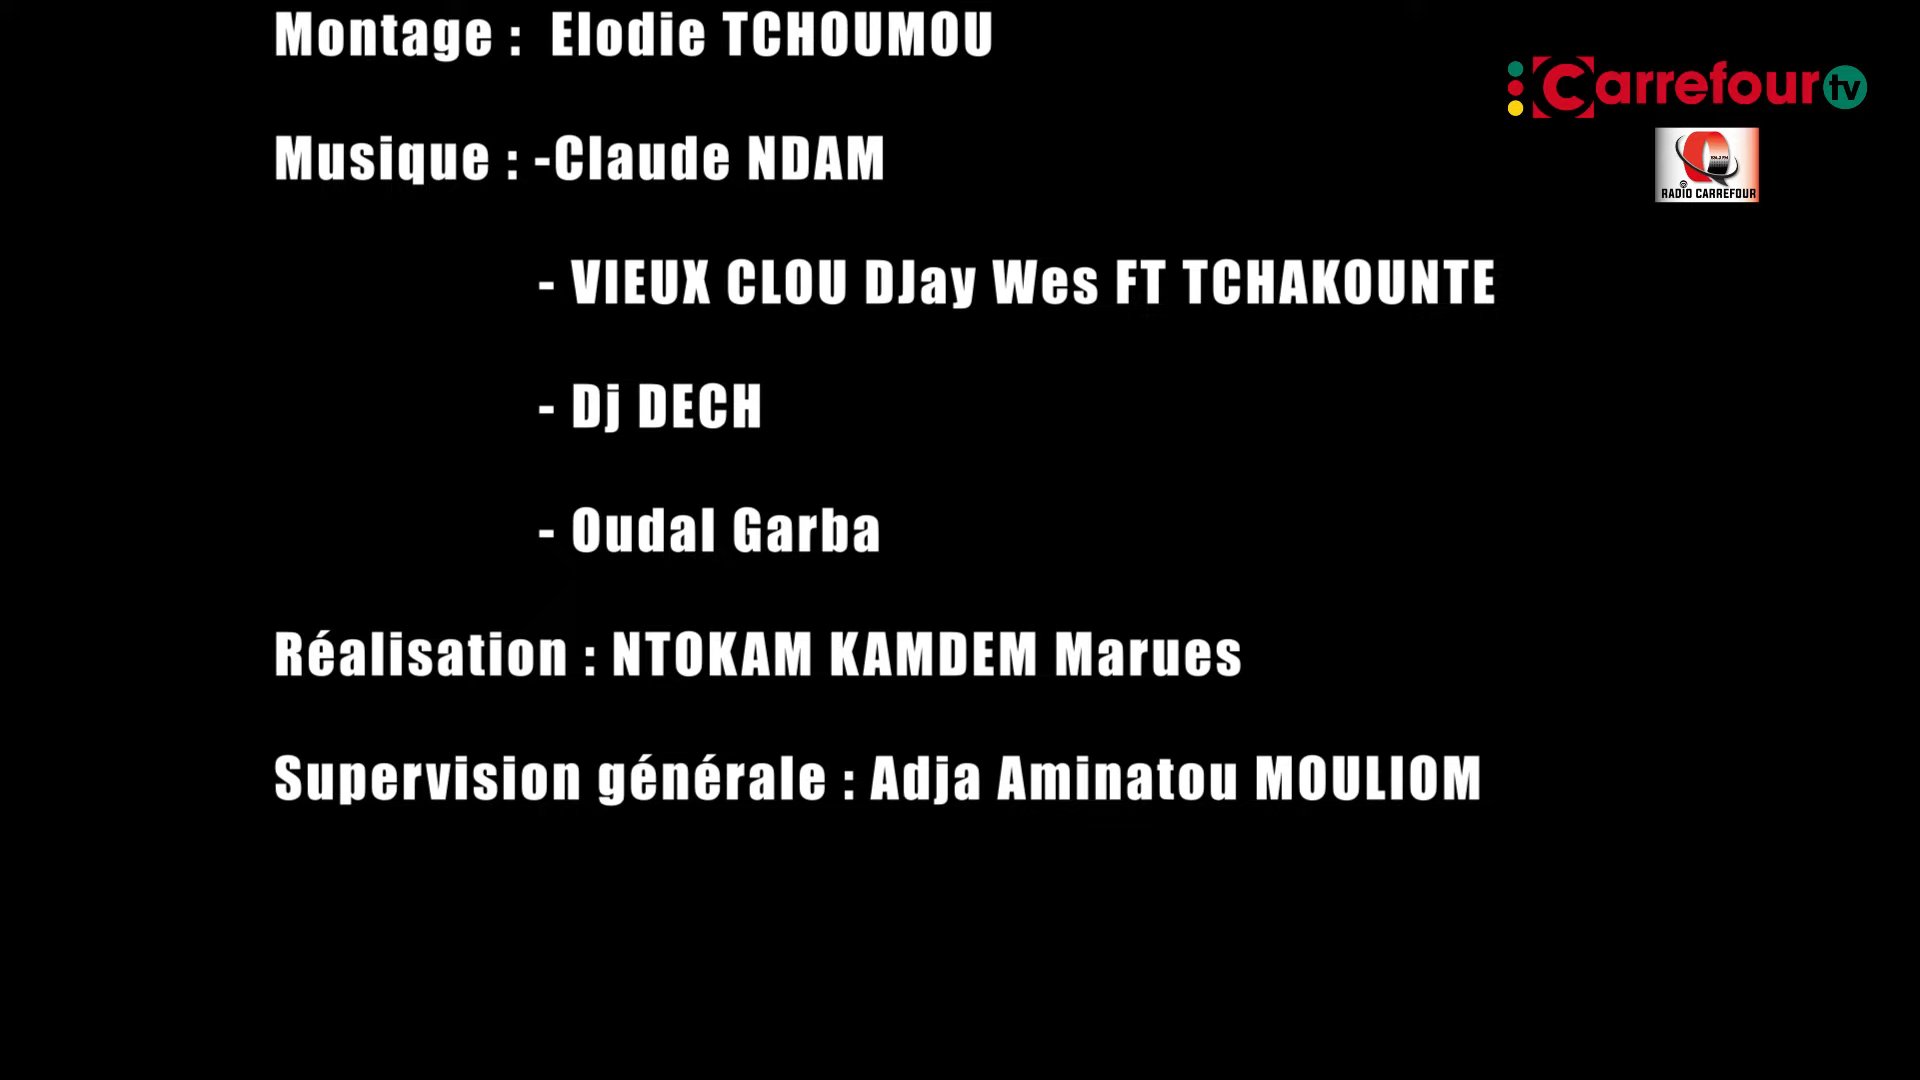 Montage : Elodie TCHOUMOU
Carrefour tv
Musique : -Claude NDAM
RADIO CARREFOUR
- VIEUX CLOU DJay Wes FT TCHAKOUNTE
- Dj DECH
- Oudal Garba
Réalisation : NTOKAM KAMDEM Marues
Supervision générale : Adja Aminatou MOULIOM